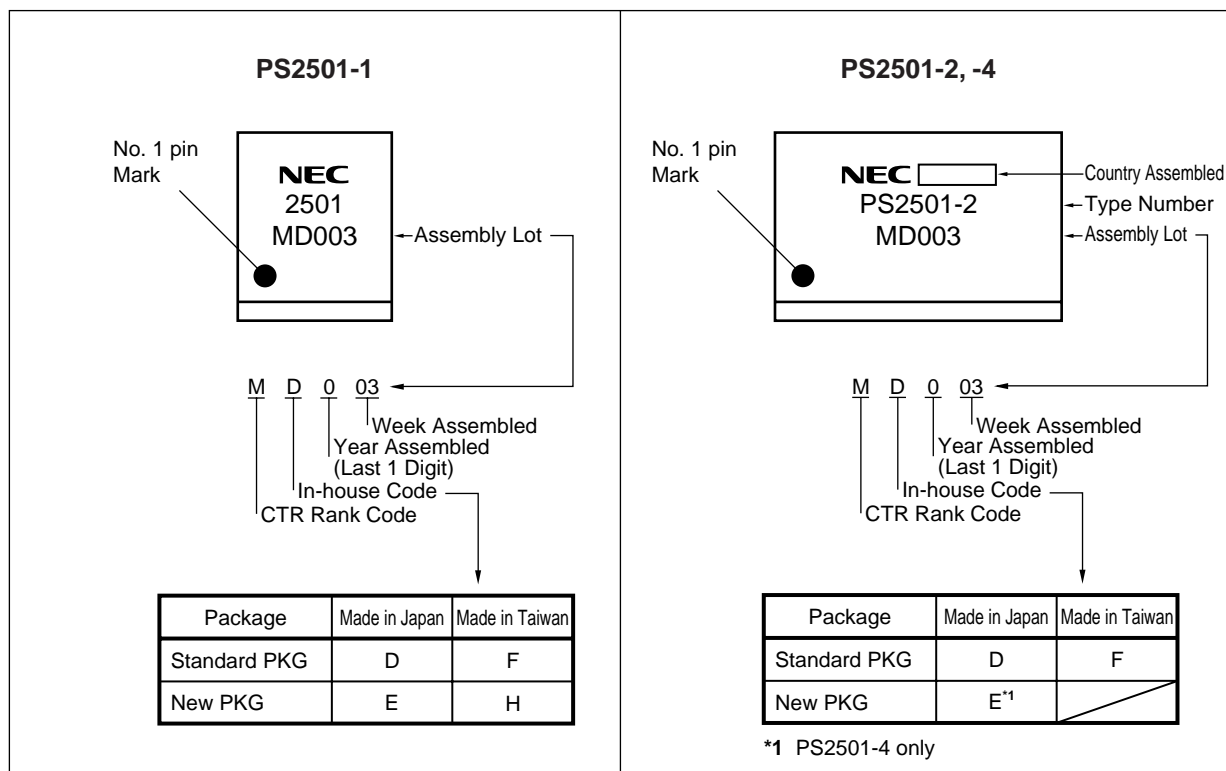 PS2501-1
No. 1 pin
Mark
NEC
2501
MD003
Assembly Lot
M D 0 03
Week Assembled
Year Assembled
(Last 1 Digit)
In-house Code
CTR Rank Code
Package Made in Japan Made in Taiwan
Standard PKG D F
New PKG E H
PS2501-2, -4
No. 1 pin
Mark
NEC
Country Assembled
PS2501-2
Type Number
MD003
Assembly Lot
M D 0 03
Week Assembled
Year Assembled
(Last 1 Digit)
In-house Code
CTR Rank Code
Package Made in Japan Made in Taiwan
Standard PKG D F
New PKG E*1
*1 PS2501-4 only